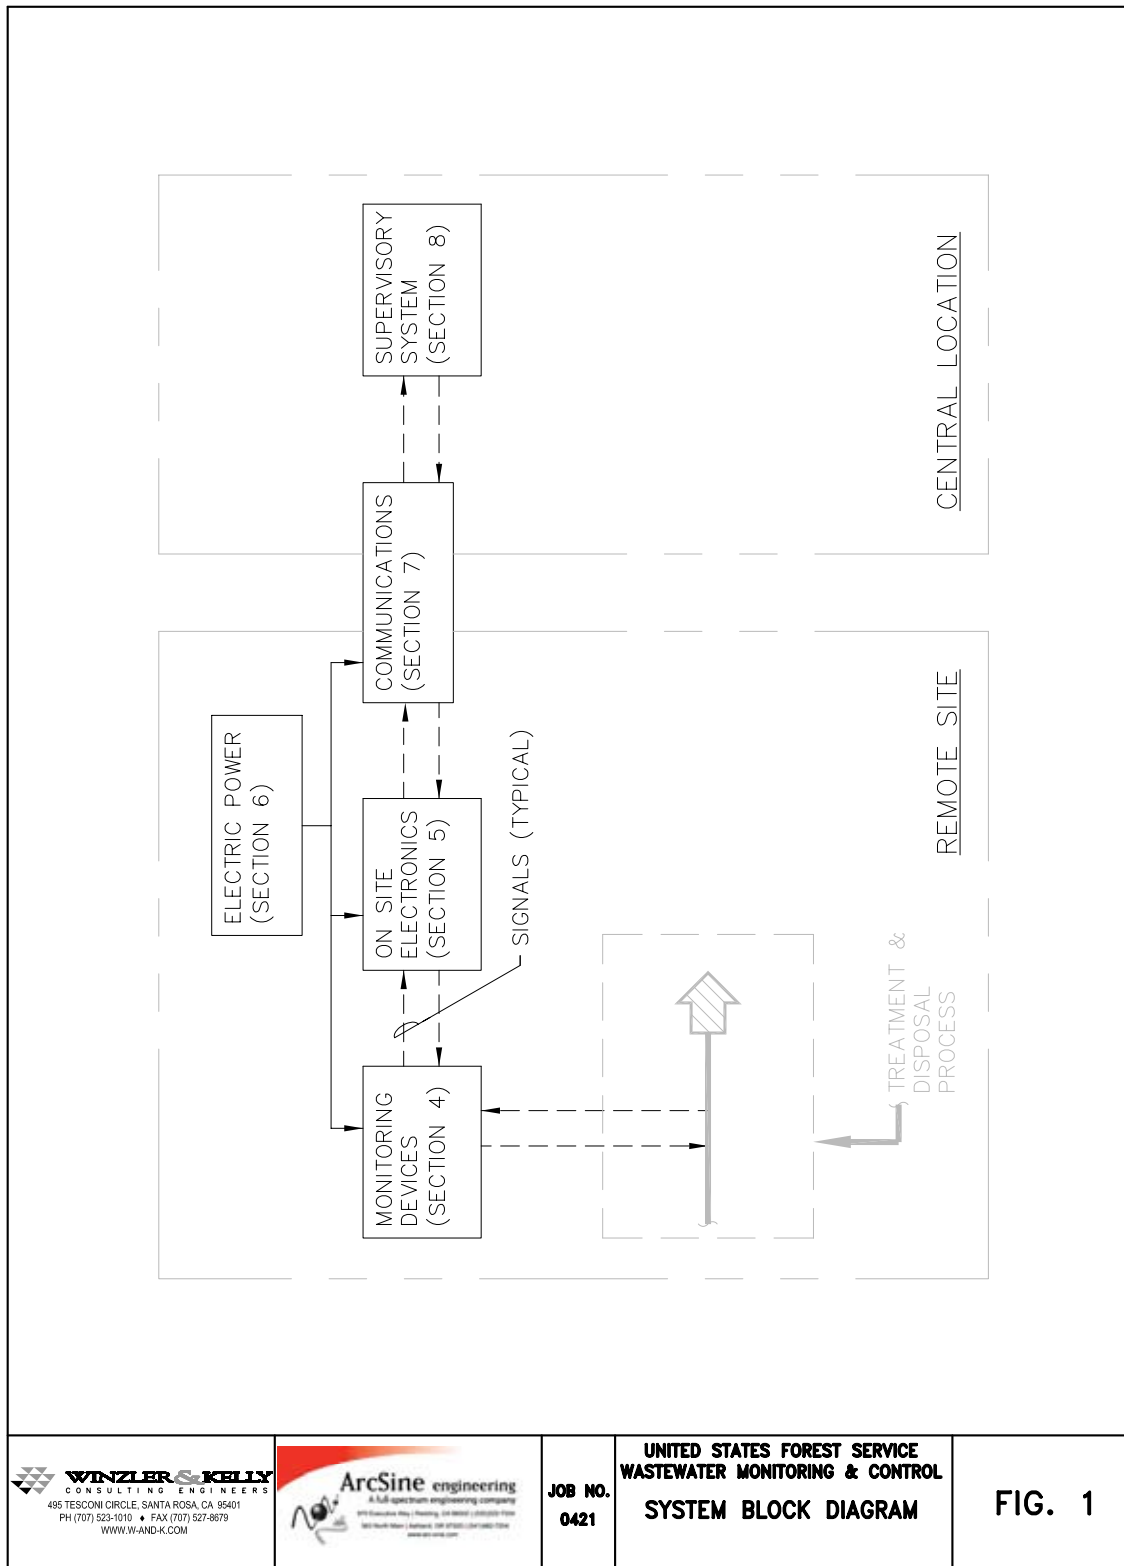 ELECTRIC POWER
(SECTION 6)
MONITORING
DEVICES
(SECTION 4)
ON SITE
ELECTRONICS
(SECTION 5)
COMMUNICATIONS
(SECTION 7)
SUPERVISORY
SYSTEM
(SECTION 8)
SIGNALS (TYPICAL)
TREATMENT &
DISPOSAL
PROCESS
REMOTE SITE
CENTRAL LOCATION
WINZLER & KELLY
CONSULTING ENGINEERS
495 TESCONI CIRCLE, SANTA ROSA, CA 95401
PH (707) 523-1010 ♦ FAX (707) 527-8679
WWW.W-AND-K.COM
ArcSine engineering
A full-spectrum engineering company
JOB NO.
0421
UNITED STATES FOREST SERVICE
WASTEWATER MONITORING & CONTROL
SYSTEM BLOCK DIAGRAM
FIG. 1